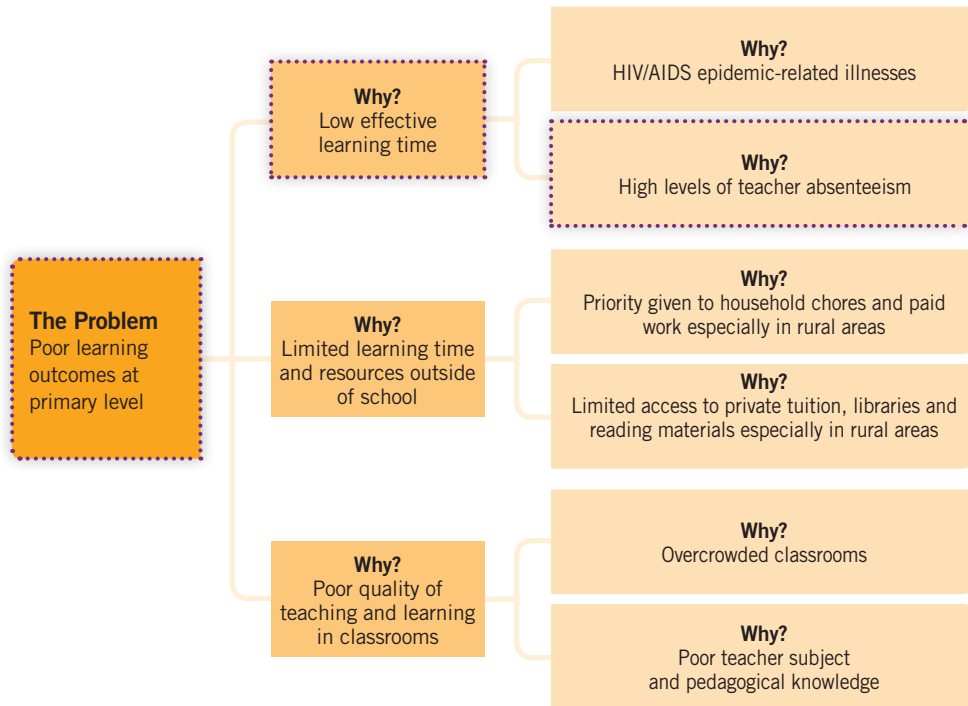 The Problem
Poor learning
outcomes at
primary level
Why?
Low effective
learning time
Why?
HIV/AIDS epidemic-related illnesses
Why?
High levels of teacher absenteeism
Why?
Limited learning time
and resources outside
of school
Why?
Priority given to household chores and paid
work especially in rural areas
Why?
Limited access to private tuition, libraries and
reading materials especially in rural areas
Why?
Poor quality of
teaching and learning
in classrooms
Why?
Overcrowded classrooms
Why?
Poor teacher subject
and pedagogical knowledge